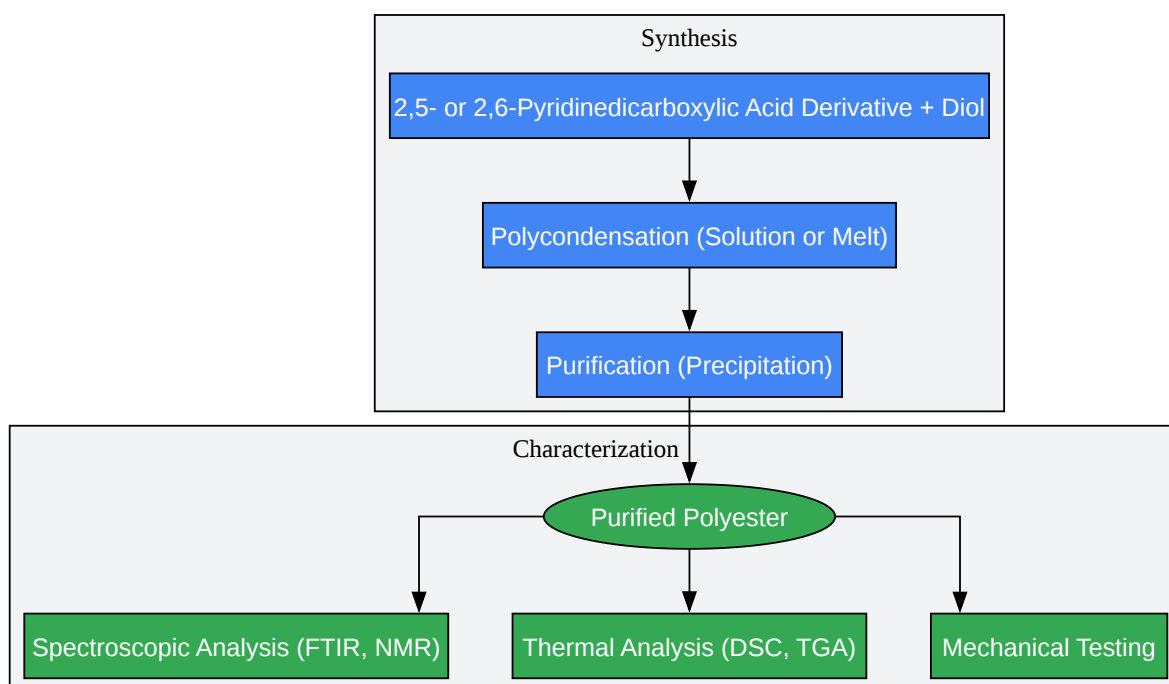 Synthesis
2,5- or 2,6-Pyridinedicarboxylic Acid Derivative + Diol
Polycondensation (Solution or Melt)
Purification (Precipitation)
Characterization
Purified Polyester
Spectroscopic Analysis (FTIR, NMR)
Thermal Analysis (DSC, TGA)
Mechanical Testing